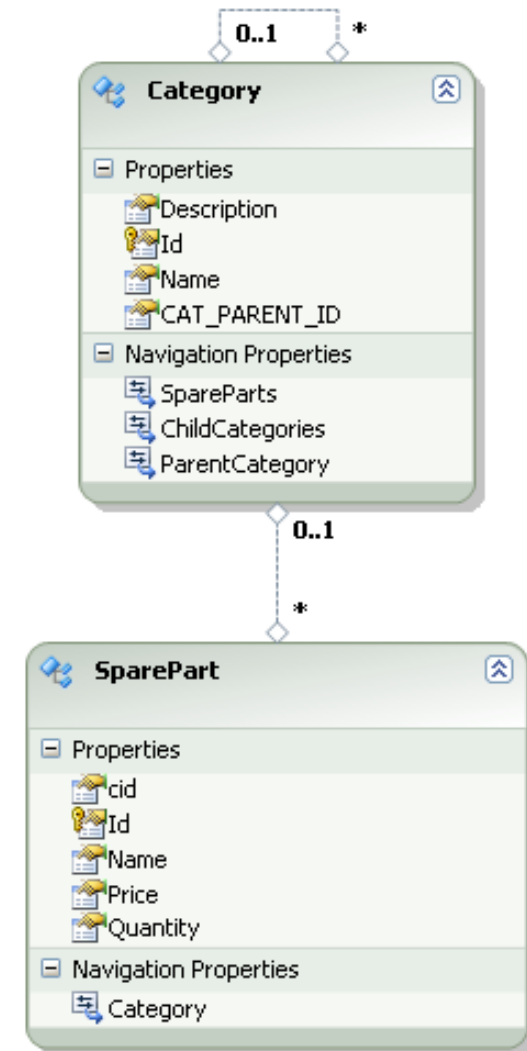 0..1 *
Category
Properties
Description
Id
Name
CAT_PARENT_ID
Navigation Properties
SpareParts
ChildCategories
ParentCategory
0..1
*
SparePart
Properties
cid
Id
Name
Price
Quantity
Navigation Properties
Category